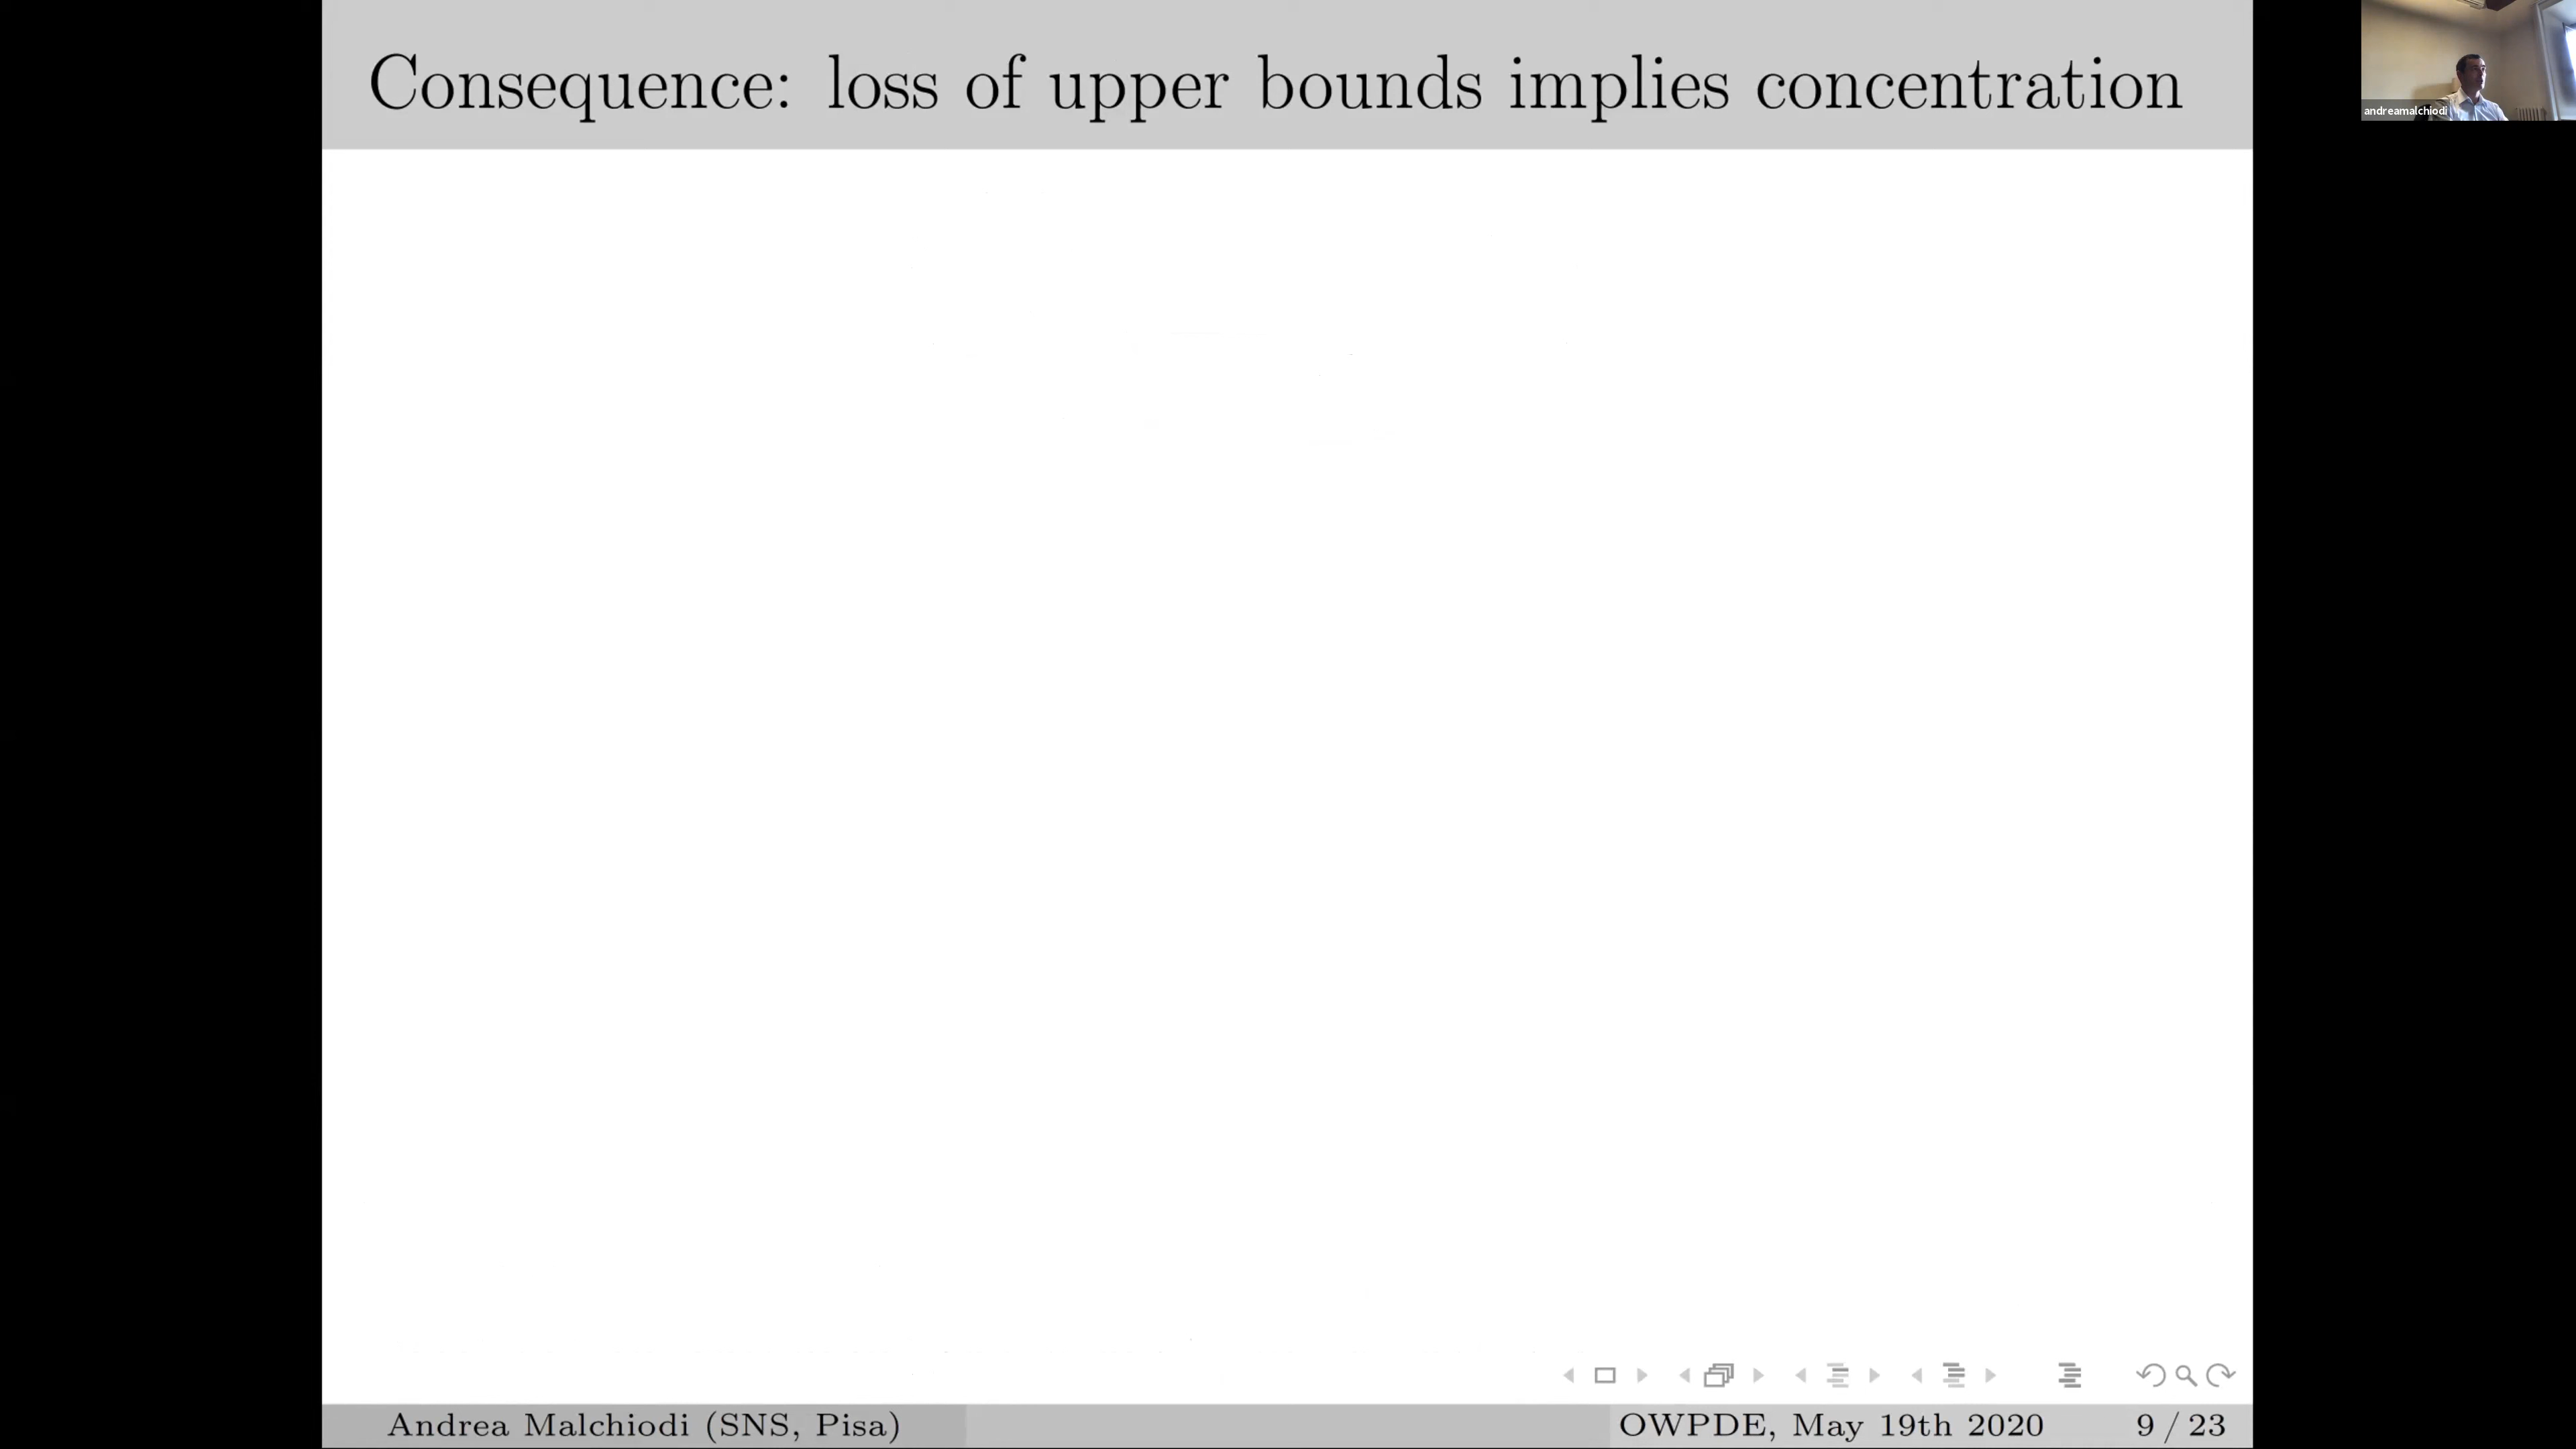 Consequence: loss of upper bounds implies concentration
andreamalchiodi
Andrea Malchiodi (SNS, Pisa)
OWPDE, May 19th 2020
9 / 23